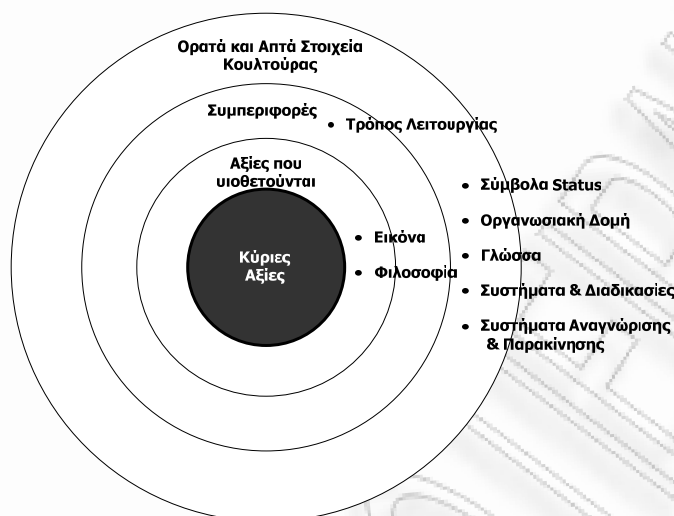 Ορατά και Απτά Στοιχεία
Κουλτούρας
Συμπεριφορές
• Τρόπος Λειτουργίας
Αξίες που
υιοθετούνται
Κύριες
Αξίες
• Εικόνα
• Φιλοσοφία
• Σύμβολα Status
• Οργανωσιακή Δομή
• Γλώσσα
• Συστήματα & Διαδικασίες
• Συστήματα Αναγνώρισης
& Παρακίνησης